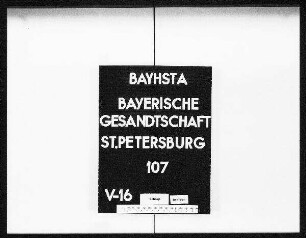 BAYHSTA
BAYERISCHE
GESANDTSCHAFT
ST.PETERSBURG
107
V-16